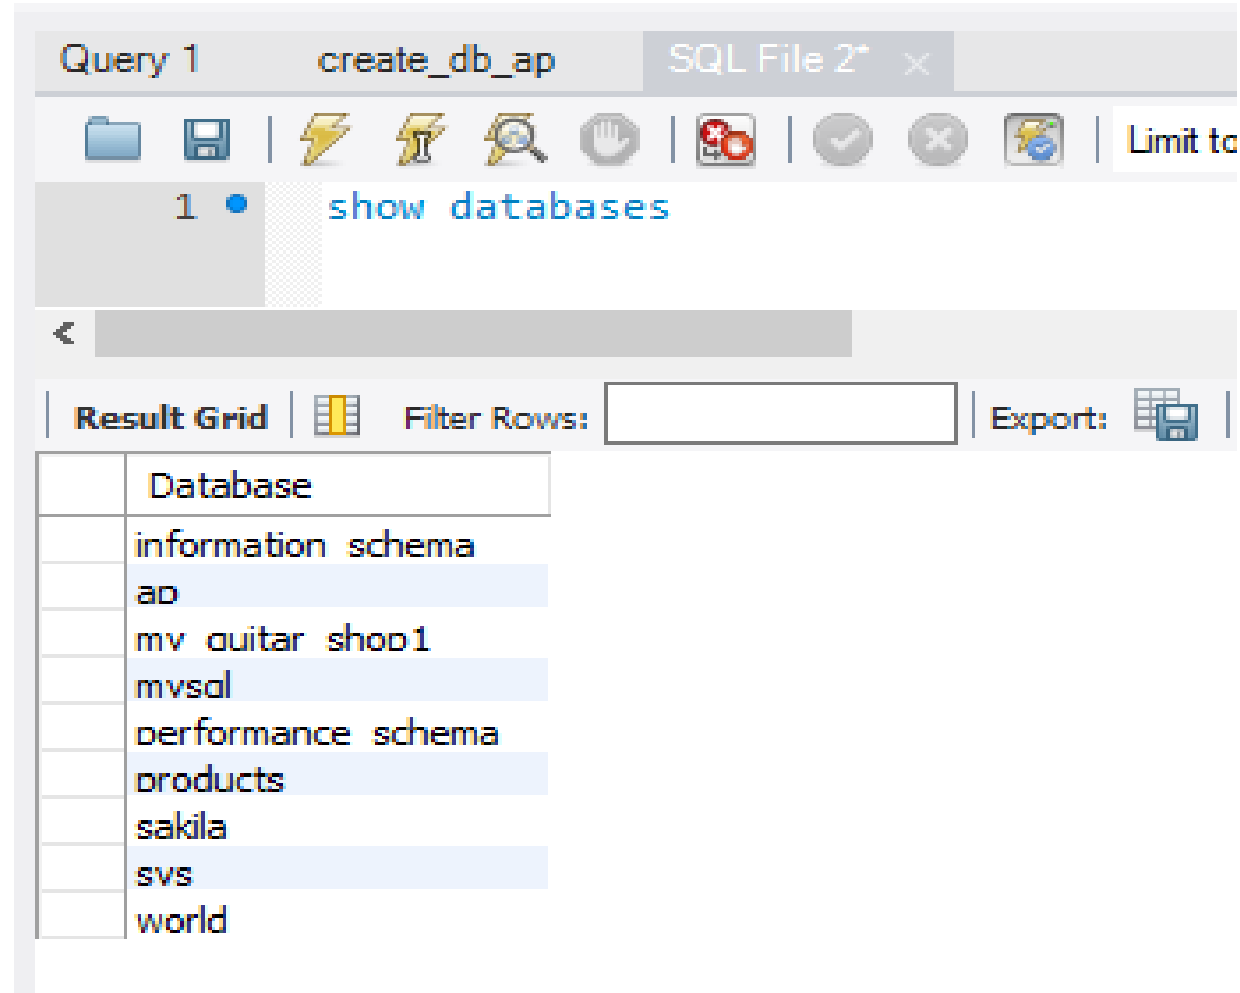 Query 1 create_db_ap SQL File 2*
Limit to
1 show databases
Result Grid Filter Rows: Export:
Database
information_schema
ap
my_guitar_shop1
mysql
performance_schema
products
sakila
sys
world